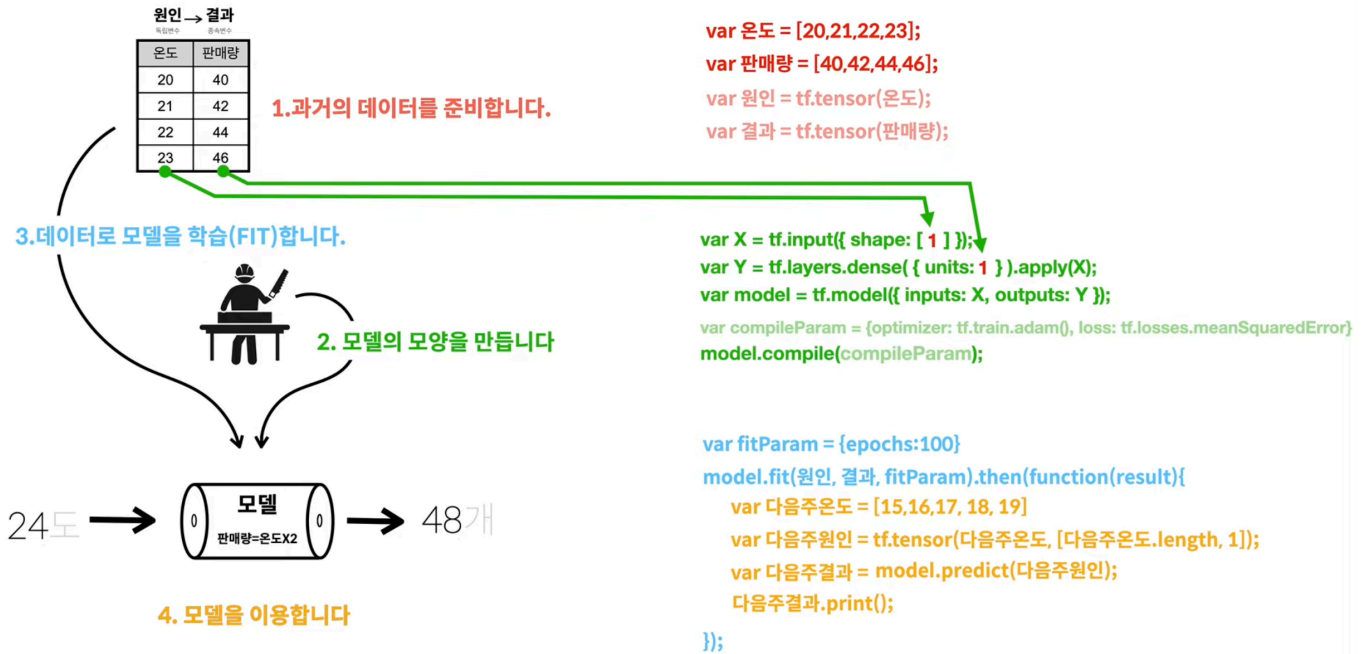 원인→결과
독립변수 종속변수
온도 판매량
20 40
21 42
22 44
23 46
1.과거의 데이터를 준비합니다.
3.데이터로 모델을 학습(FIT)합니다.
2. 모델의 모양을 만듭니다
24도
모델
판매량=온도X2
48개
4. 모델을 이용합니다
var 온도 = [20,21,22,23];
var 판매량 = [40,42,44,46];
var 원인 = tf.tensor(온도);
var 결과 = tf.tensor(판매량);
var X = tf.input({ shape: [ 1 ] });
var Y = tf.layers.dense( { units: 1 } ).apply(X);
var model = tf.model({ inputs: X, outputs: Y });
var compileParam = {optimizer: tf.train.adam(), loss: tf.losses.meanSquaredError}
model.compile(compileParam);
var fitParam = {epochs:100}
model.fit(원인, 결과, fitParam).then(function(result){
var 다음주온도 = [15,16,17, 18, 19]
var 다음주원인 = tf.tensor(다음주온도, [다음주온도.length, 1]);
var 다음주결과 = model.predict(다음주원인);
다음주결과.print();
});